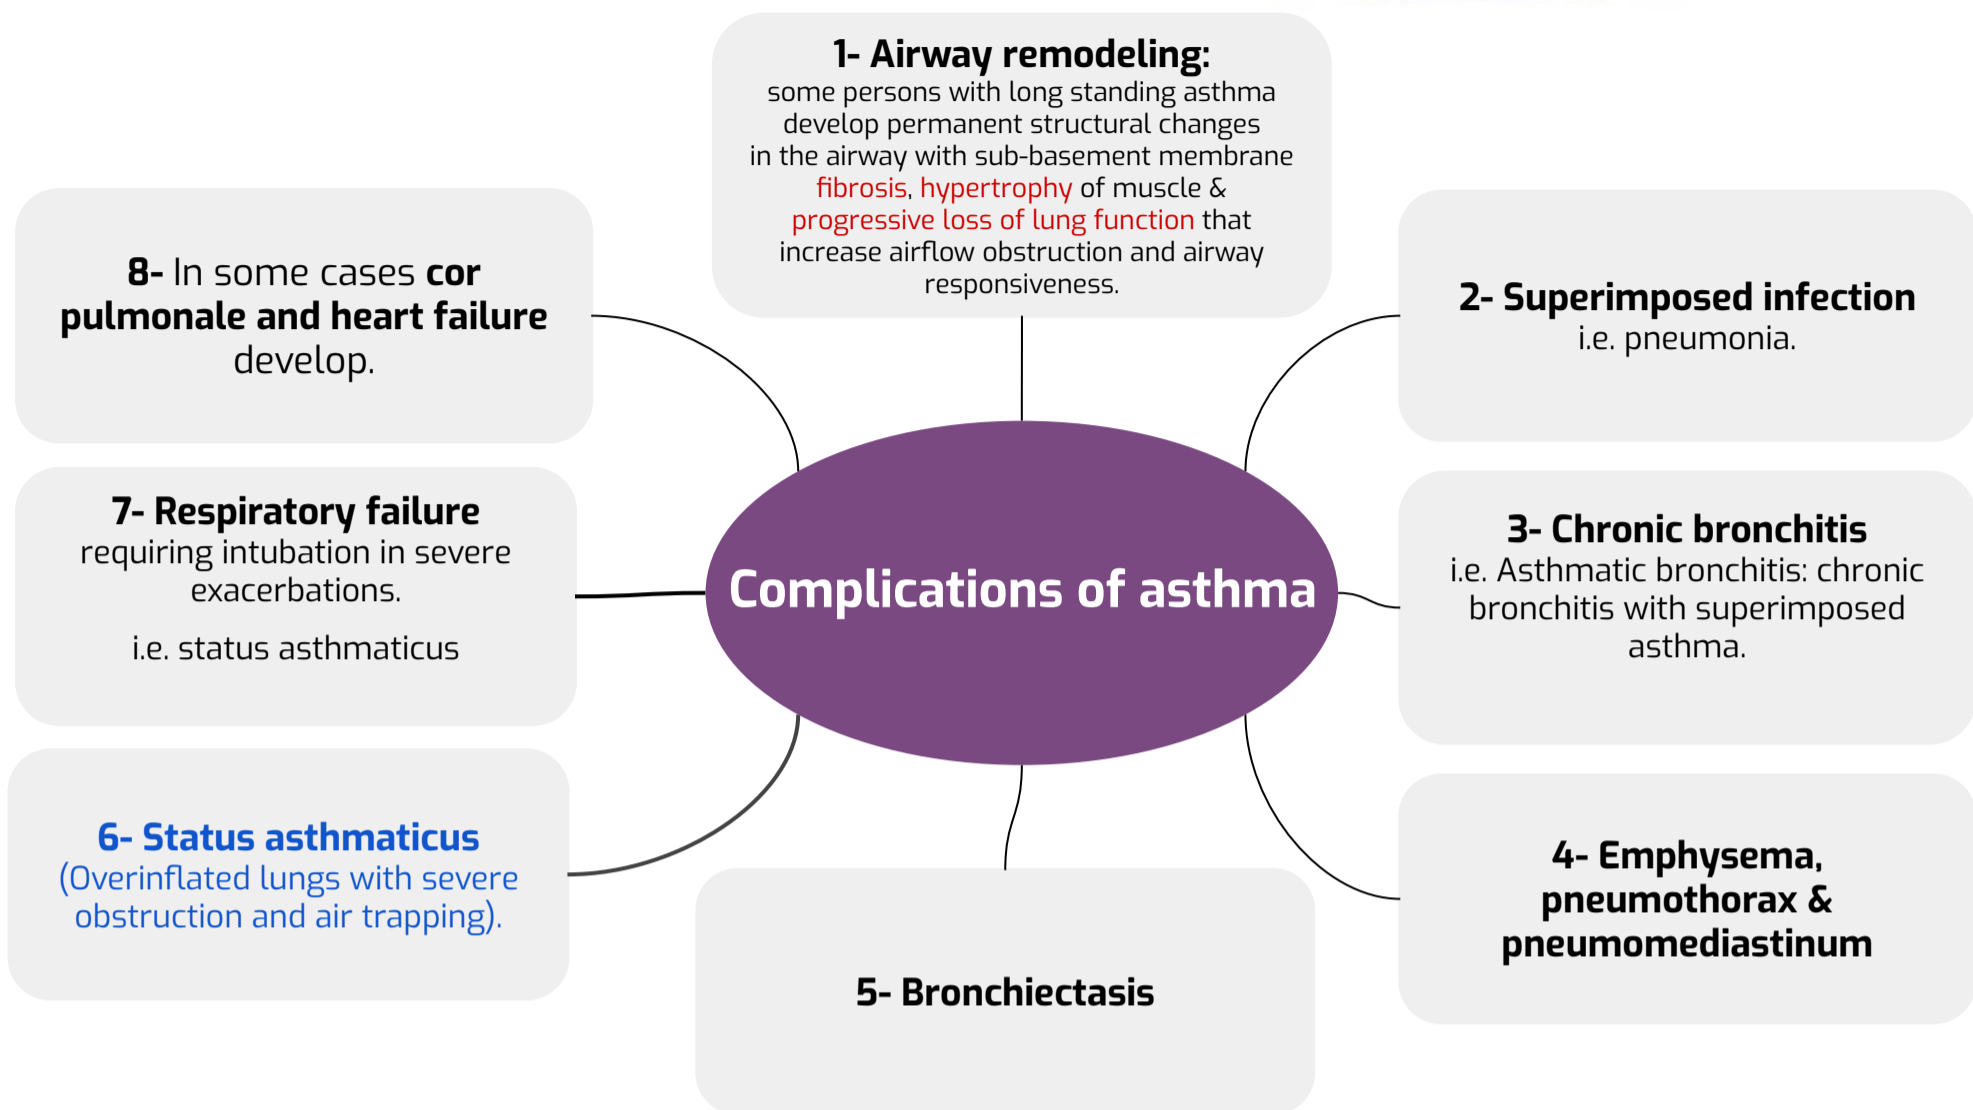 1- Airway remodeling:
some persons with long standing asthma
develop permanent structural changes
in the airway with sub-basement membrane
fibrosis, hypertrophy of muscle &
progressive loss of lung function that
increase airflow obstruction and airway
responsiveness.
2- Superimposed infection
i.e. pneumonia.
3- Chronic bronchitis
i.e. Asthmatic bronchitis: chronic
bronchitis with superimposed
asthma.
4- Emphysema,
pneumothorax &
pneumomediastinum
5- Bronchiectasis
6- Status asthmaticus
(Overinflated lungs with severe
obstruction and air trapping).
7- Respiratory failure
requiring intubation in severe
exacerbations.
i.e. status asthmaticus
8- In some cases cor
pulmonale and heart failure
develop.
Complications of asthma